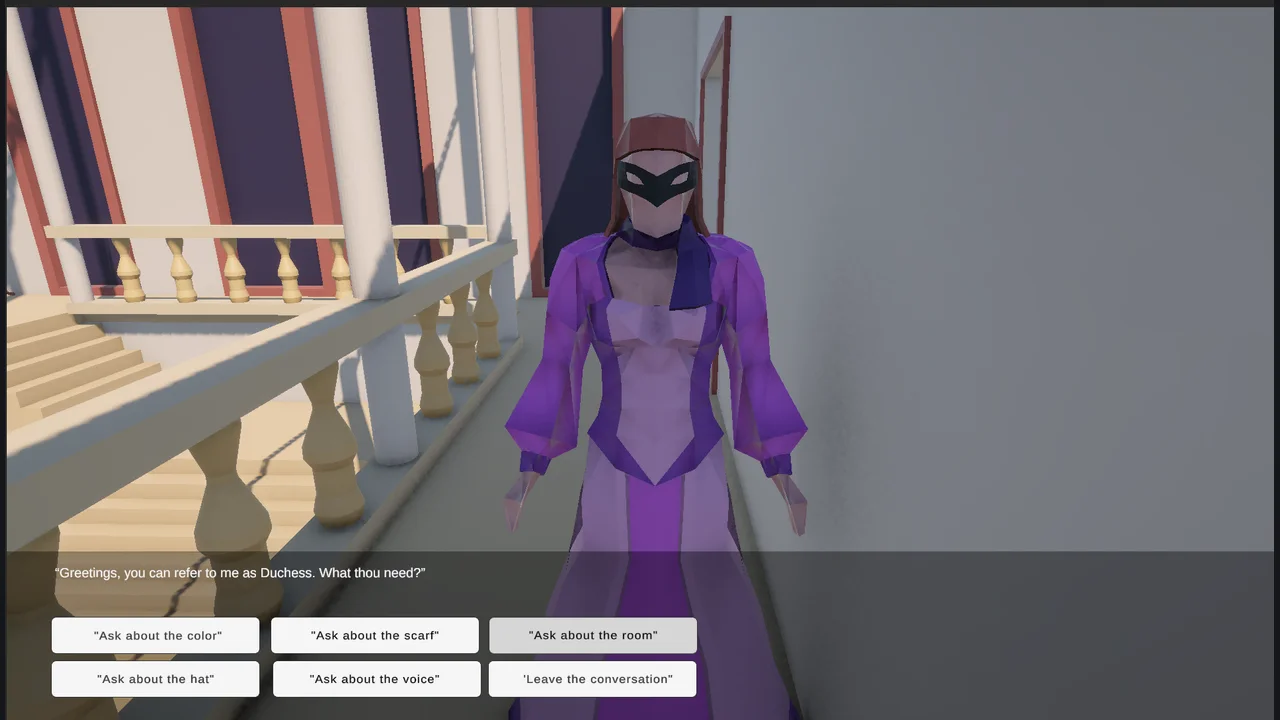 “Greetings, you can refer to me as Duchess. What thou need?”
"Ask about the color"
"Ask about the scarf"
"Ask about the room"
"Ask about the hat"
"Ask about the voice"
'Leave the conversation"